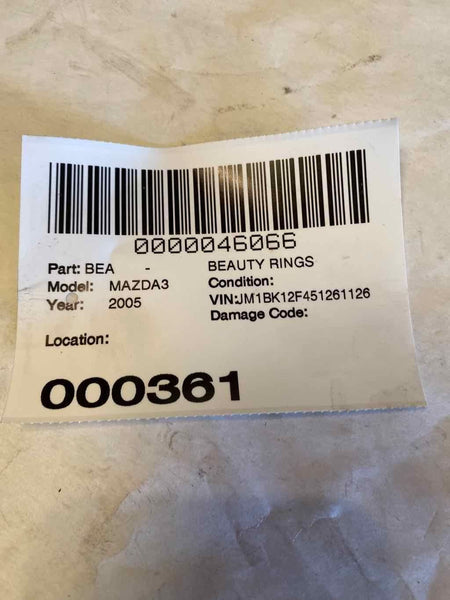 0000046066
Part: BEA - BEAUTY RINGS
Model: MAZDA3 Condition:
Year: 2005 VIN:JM1BK12F451261126
Damage Code:
Location:
000361